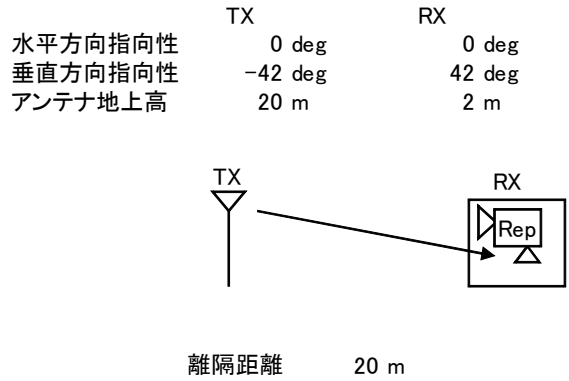 TX RX
水平方向指向性 0 deg 0 deg
垂直方向指向性 -42 deg 42 deg
アンテナ地上高 20 m 2 m
TX RX
Rep
離隔距離 20 m